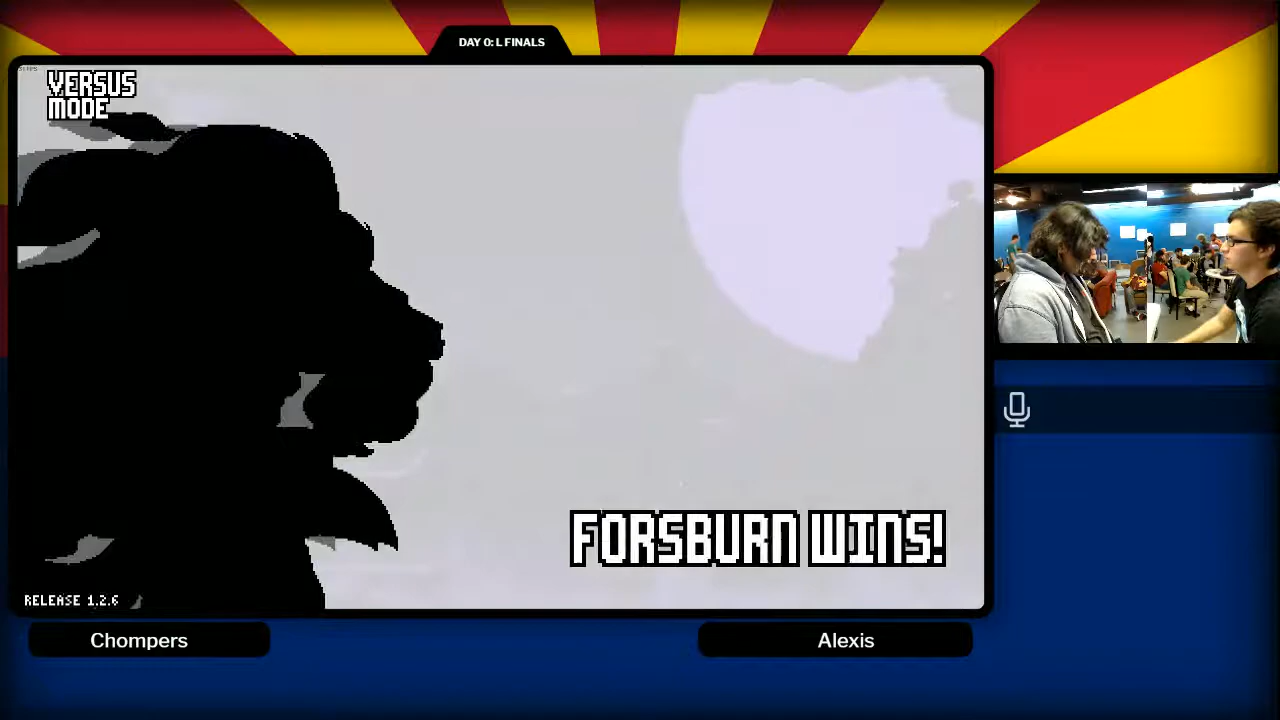 DAY 0: L FINALS
VERSUS
MODE
FORSBURN WINS!
RELEASE 1.2.6
Chompers
Alexis